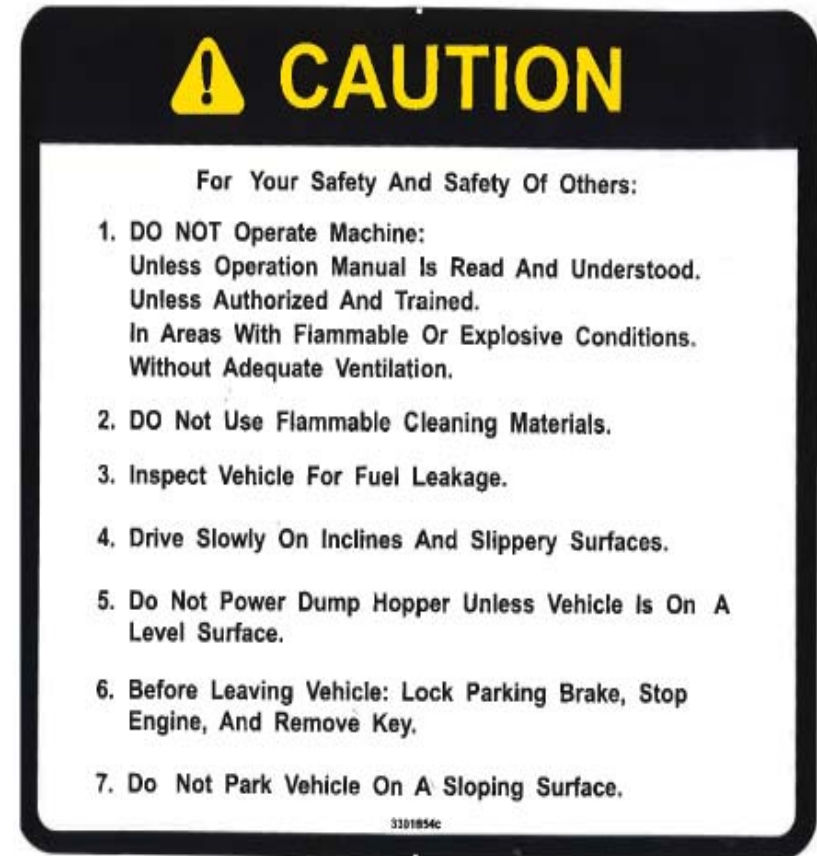 CAUTION
For Your Safety And Safety Of Others:
1. DO NOT Operate Machine:
Unless Operation Manual Is Read And Understood.
Unless Authorized And Trained.
In Areas With Flammable Or Explosive Conditions.
Without Adequate Ventilation.
2. DO Not Use Flammable Cleaning Materials.
3. Inspect Vehicle For Fuel Leakage.
4. Drive Slowly On Inclines And Slippery Surfaces.
5. Do Not Power Dump Hopper Unless Vehicle Is On A
Level Surface.
6. Before Leaving Vehicle: Lock Parking Brake, Stop
Engine, And Remove Key.
7. Do Not Park Vehicle On A Sloping Surface.